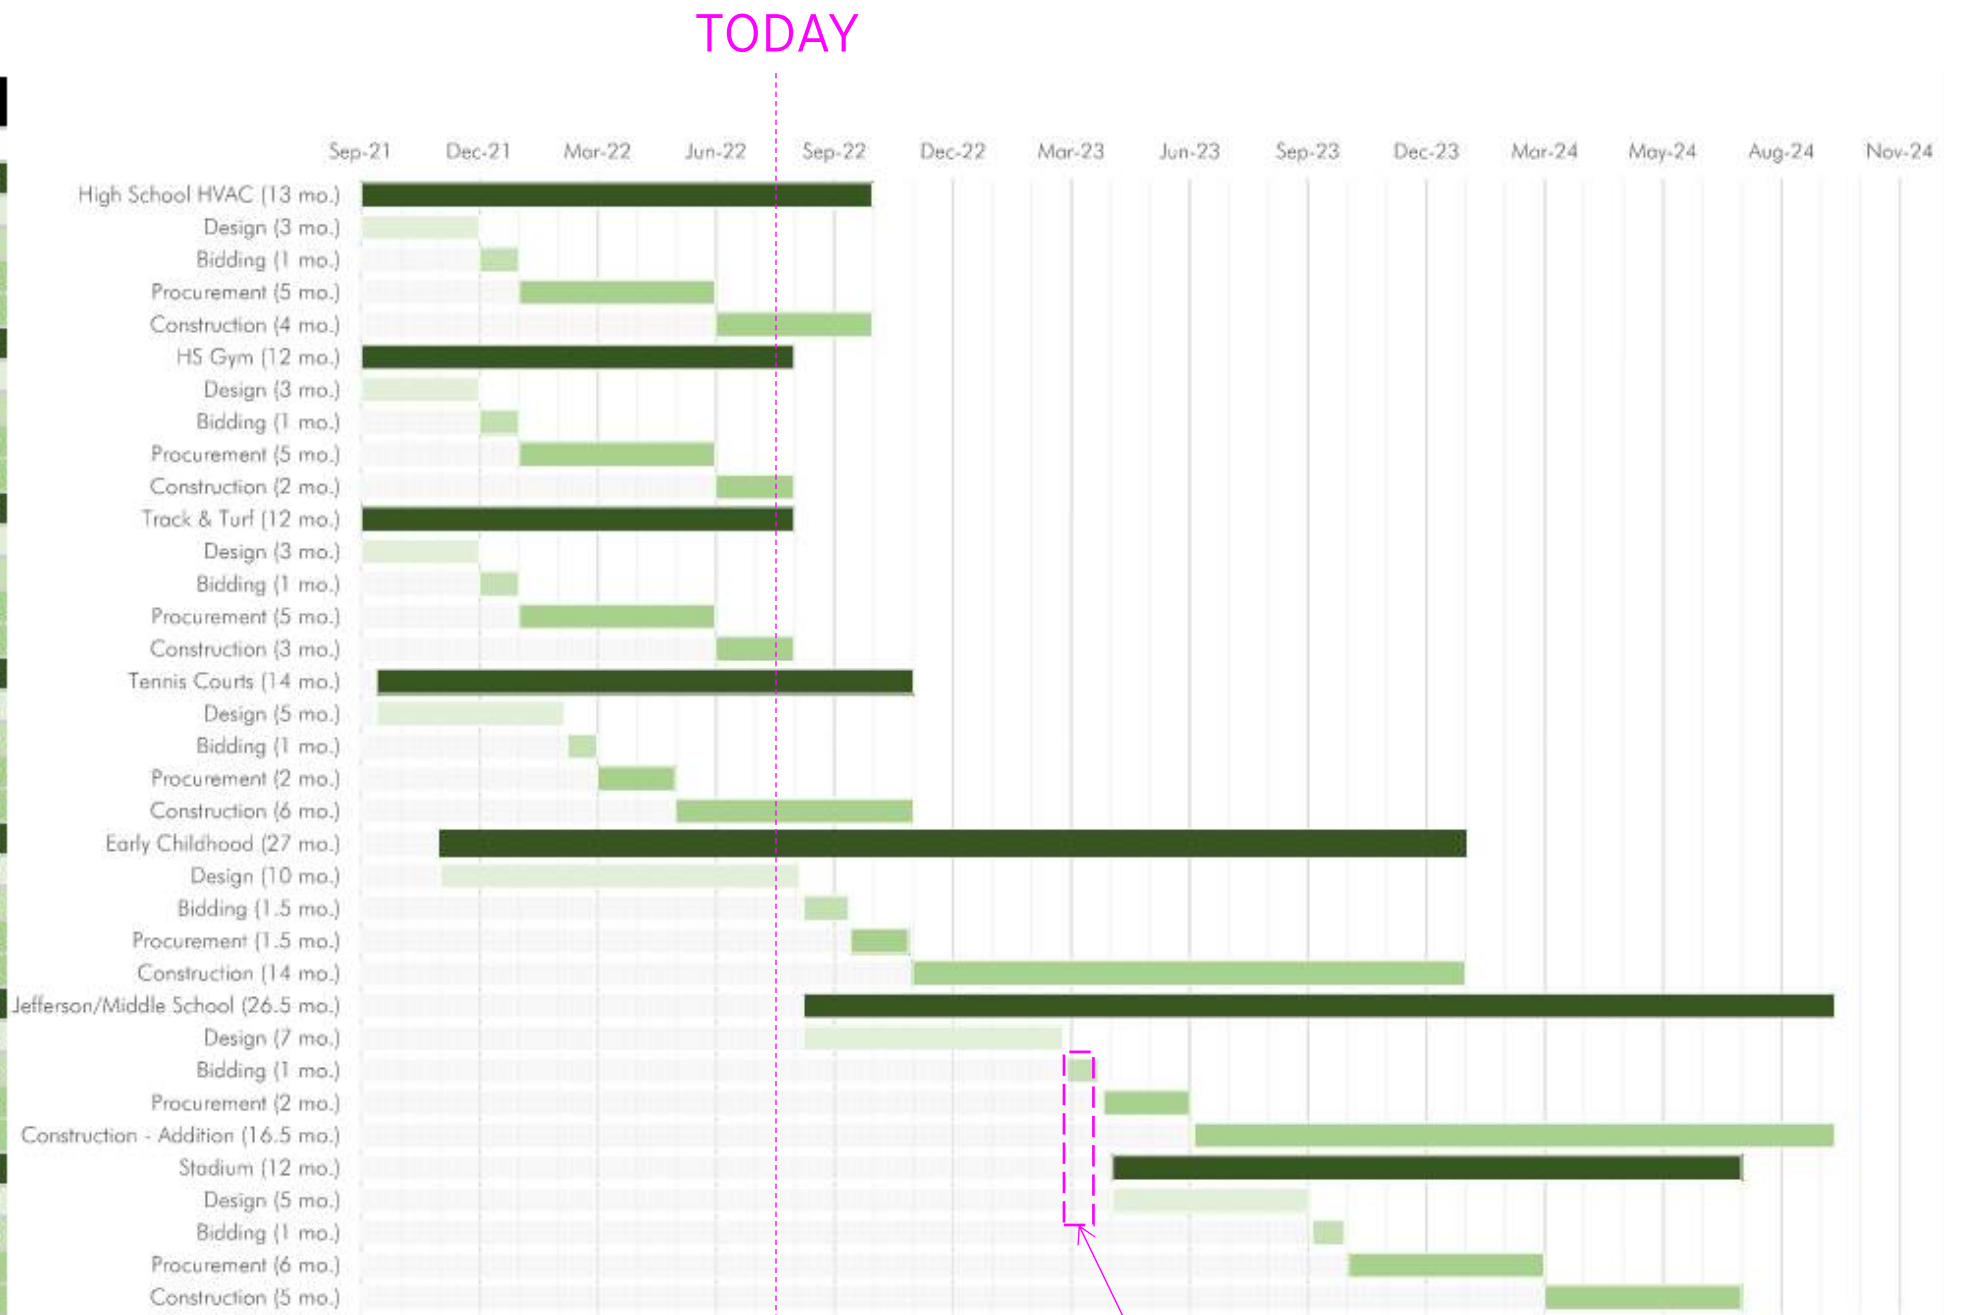 TODAY
Sep-21 Dec-21 Mar-22 Jun-22 Sep-22 Dec-22 Mar-23 Jun-23 Sep-23 Dec-23 Mar-24 May-24 Aug-24 Nov-24
High School HVAC (13 mo.)
Design (3 mo.)
Bidding (1 mo.)
Procurement (5 mo.)
Construction (4 mo.)
HS Gym (12 mo.)
Design (3 mo.)
Bidding (1 mo.)
Procurement (5 mo.)
Construction (2 mo.)
Track & Turf (12 mo.)
Design (3 mo.)
Bidding (1 mo.)
Procurement (5 mo.)
Construction (3 mo.)
Tennis Courts (14 mo.)
Design (5 mo.)
Bidding (1 mo.)
Procurement (2 mo.)
Construction (6 mo.)
Early Childhood (27 mo.)
Design (10 mo.)
Bidding (1.5 mo.)
Procurement (1.5 mo.)
Construction (14 mo.)
Jefferson/Middle School (26.5 mo.)
Design (7 mo.)
Bidding (1 mo.)
Procurement (2 mo.)
Construction - Addition (16.5 mo.)
Stadium (12 mo.)
Design (5 mo.)
Bidding (1 mo.)
Procurement (6 mo.)
Construction (5 mo.)